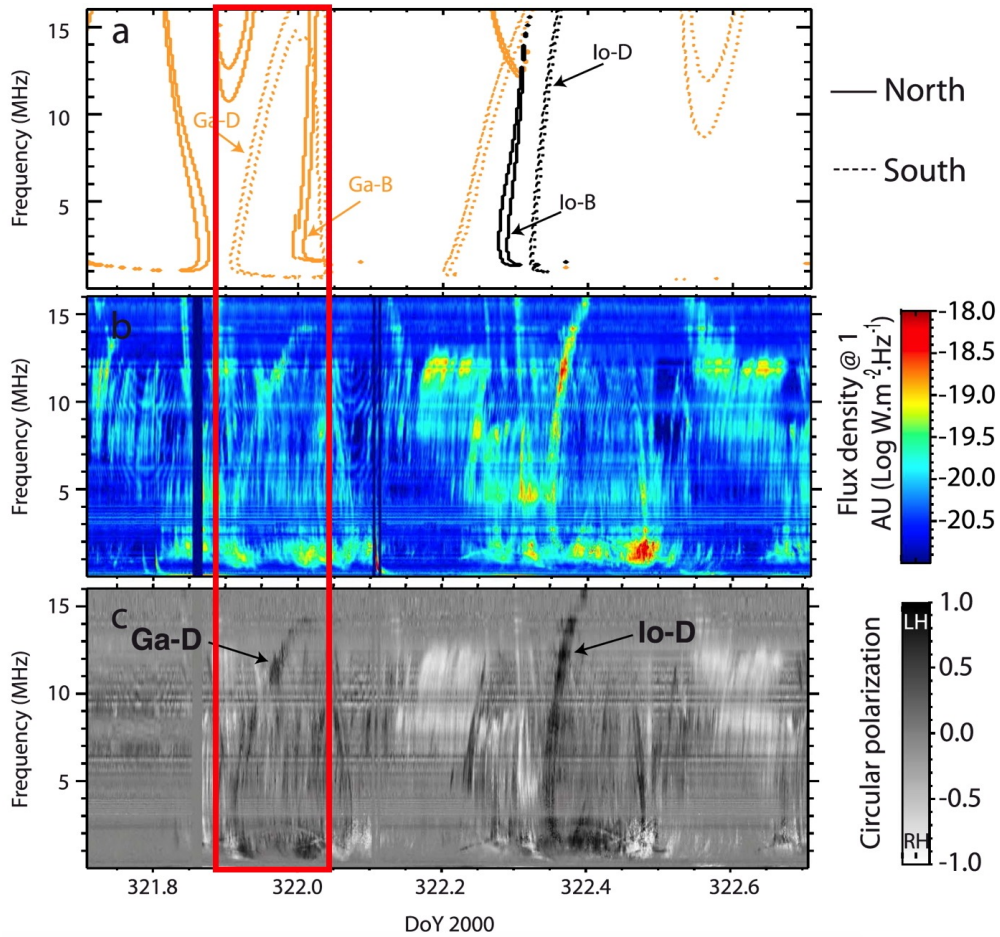 a
15
10
5
Frequency (MHz)
Ga-D
Ga-B
Io-D
Io-B
North
South
b
15
10
5
Frequency (MHz)
Flux density @ 1
AU (Log W.m-2.Hz-1)
-18.0
-18.5
-19.0
-19.5
-20.0
-20.5
c
15
10
5
Frequency (MHz)
Ga-D
Io-D
Circular polarization
LH
RH
1.0
0.5
0.0
-0.5
-1.0
321.8
322.0
322.2
322.4
322.6
DoY 2000